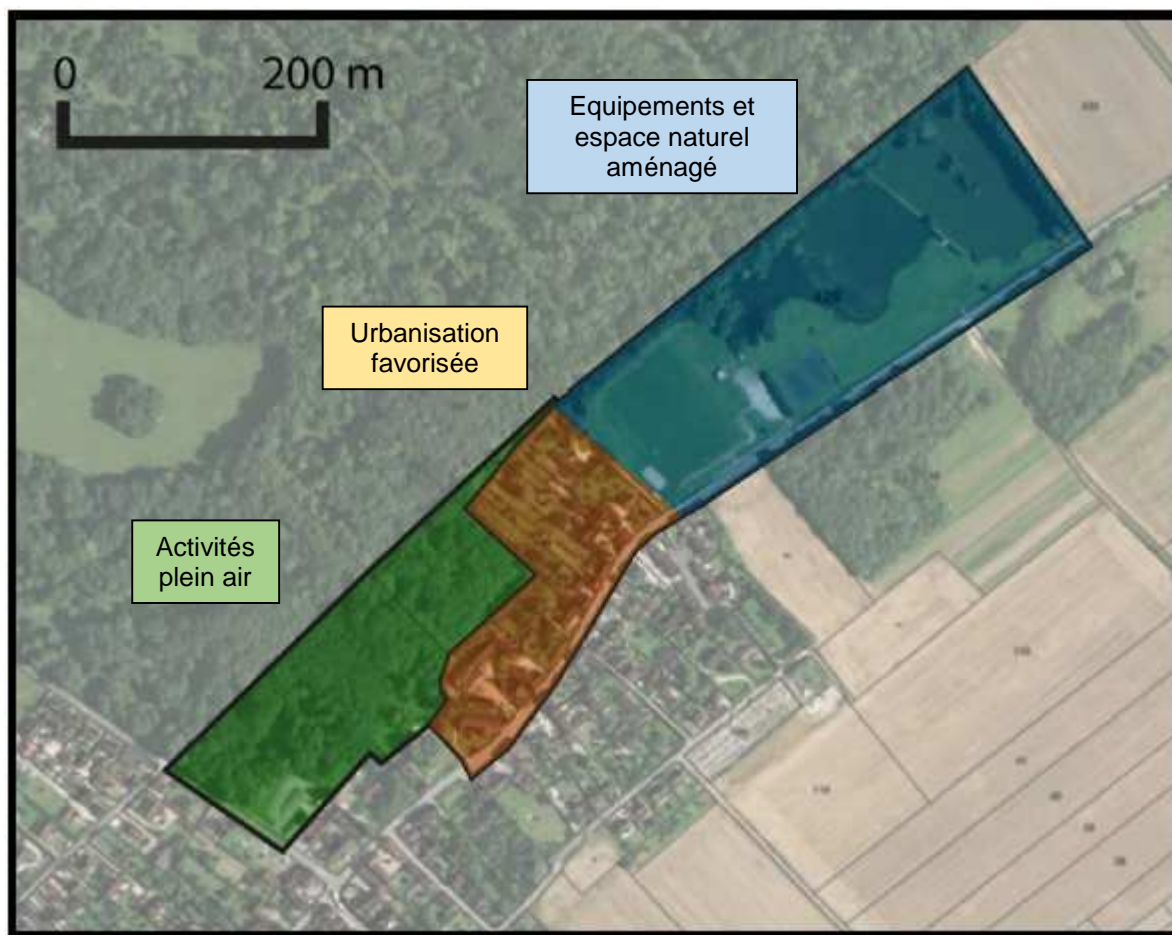 0 200 m
Equipements et
espace naturel
aménagé
Urbanisation
favorisée
Activités
plein air